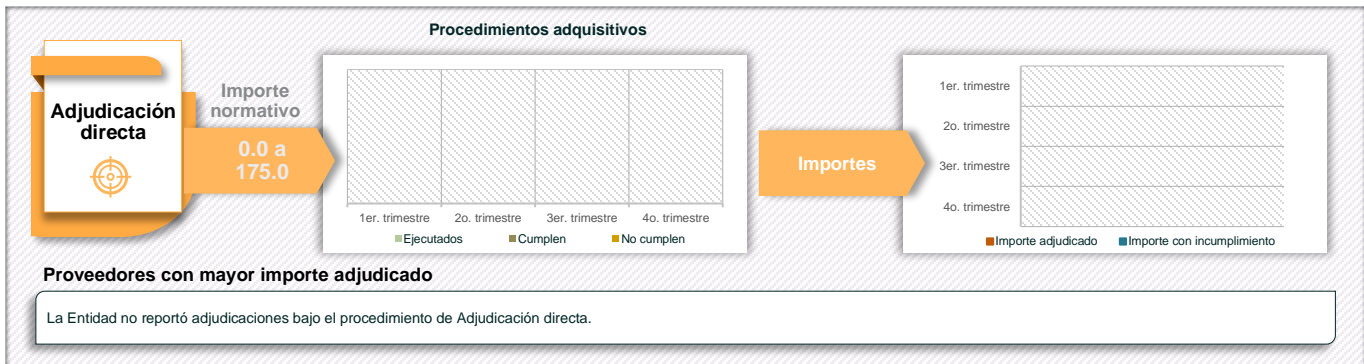 Procedimientos adquisitivos
Adjudicación
directa
Importe
normativo
0.0 a
175.0
1er. trimestre
2o. trimestre
3er. trimestre
4o. trimestre
Ejecutados
Cumplen
No cumplen
Importes
1er. trimestre
2o. trimestre
3er. trimestre
4o. trimestre
Importe adjudicado
Importe con incumplimiento
Proveedores con mayor importe adjudicado
La Entidad no reportó adjudicaciones bajo el procedimiento de Adjudicación directa.